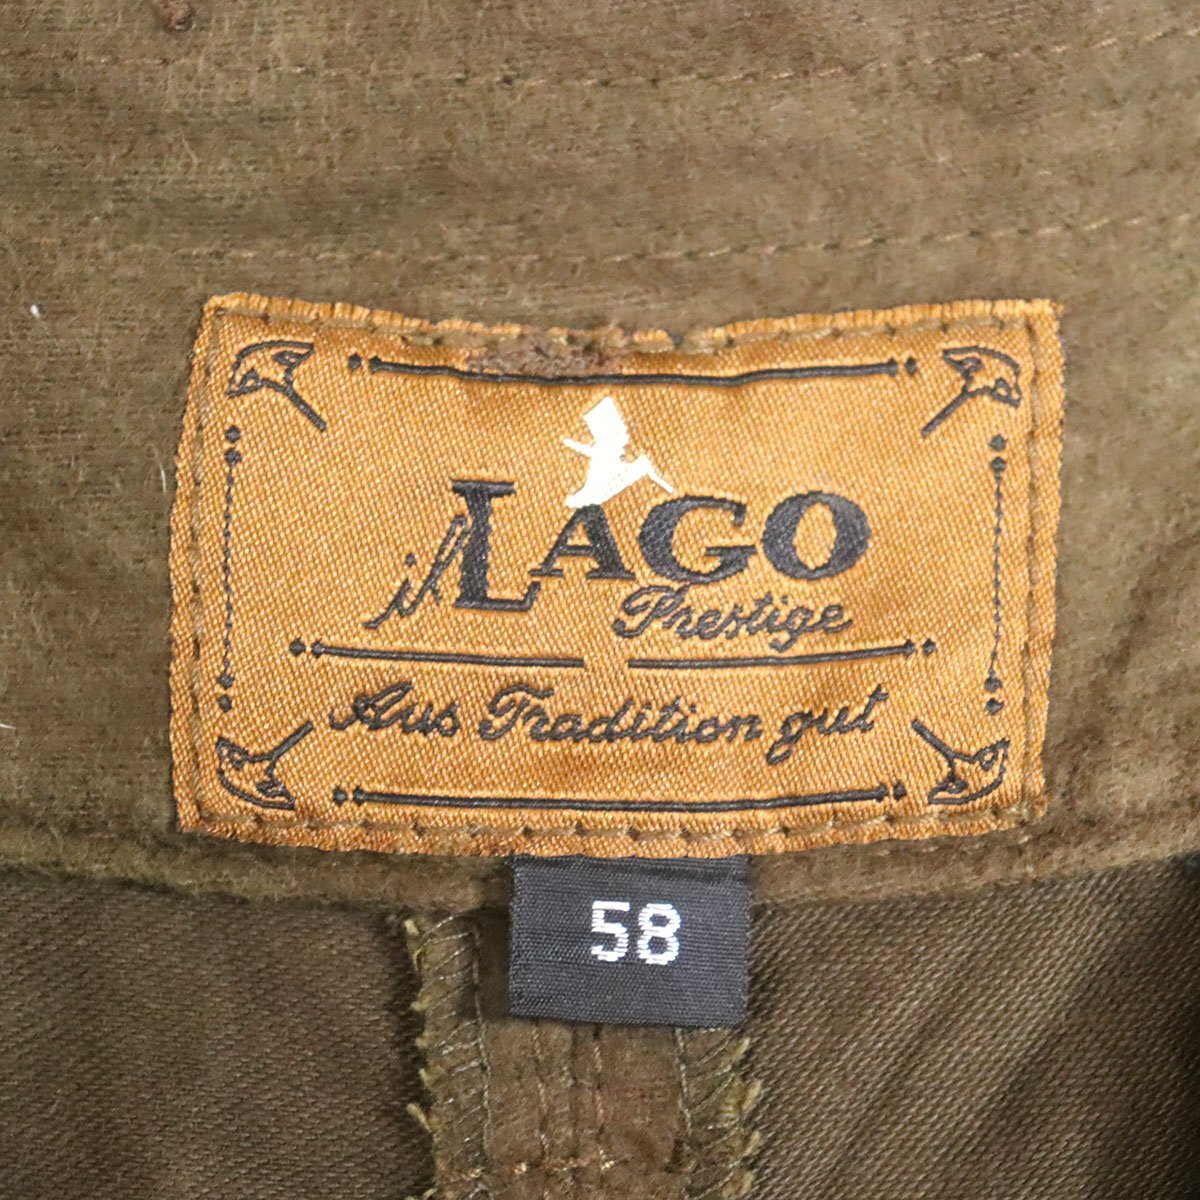 il LAGO
Prestige
Aus Tradition gut
58